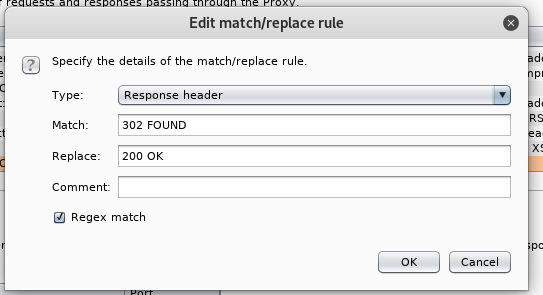 requests and responses passing through the Proxy.
Edit match/replace rule
Specify the details of the match/replace rule.
Type: Response header
Match: 302 FOUND
Replace: 200 OK
Comment:
Regex match
OK Cancel
Port